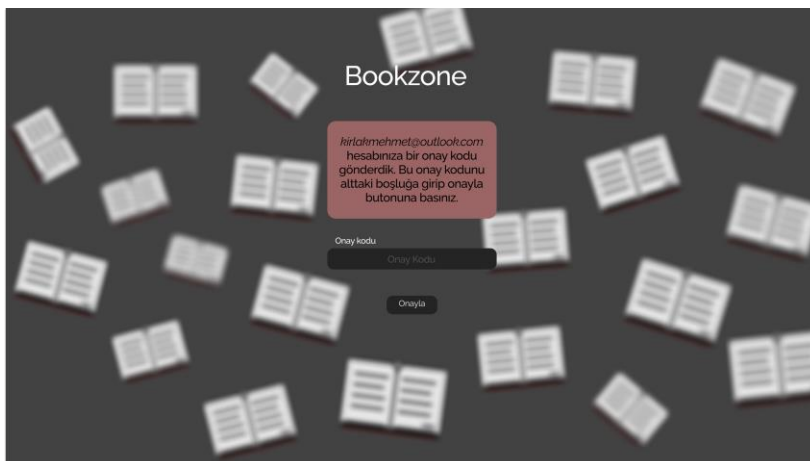 Bookzone
kirlakmehmet@outlook.com
hesabınıza bir onay kodu
gönderdik. Bu onay kodunu
alttaki boşluğa girip onayla
butonuna basınız.
Onay kodu
Onay Kodu
Onayla